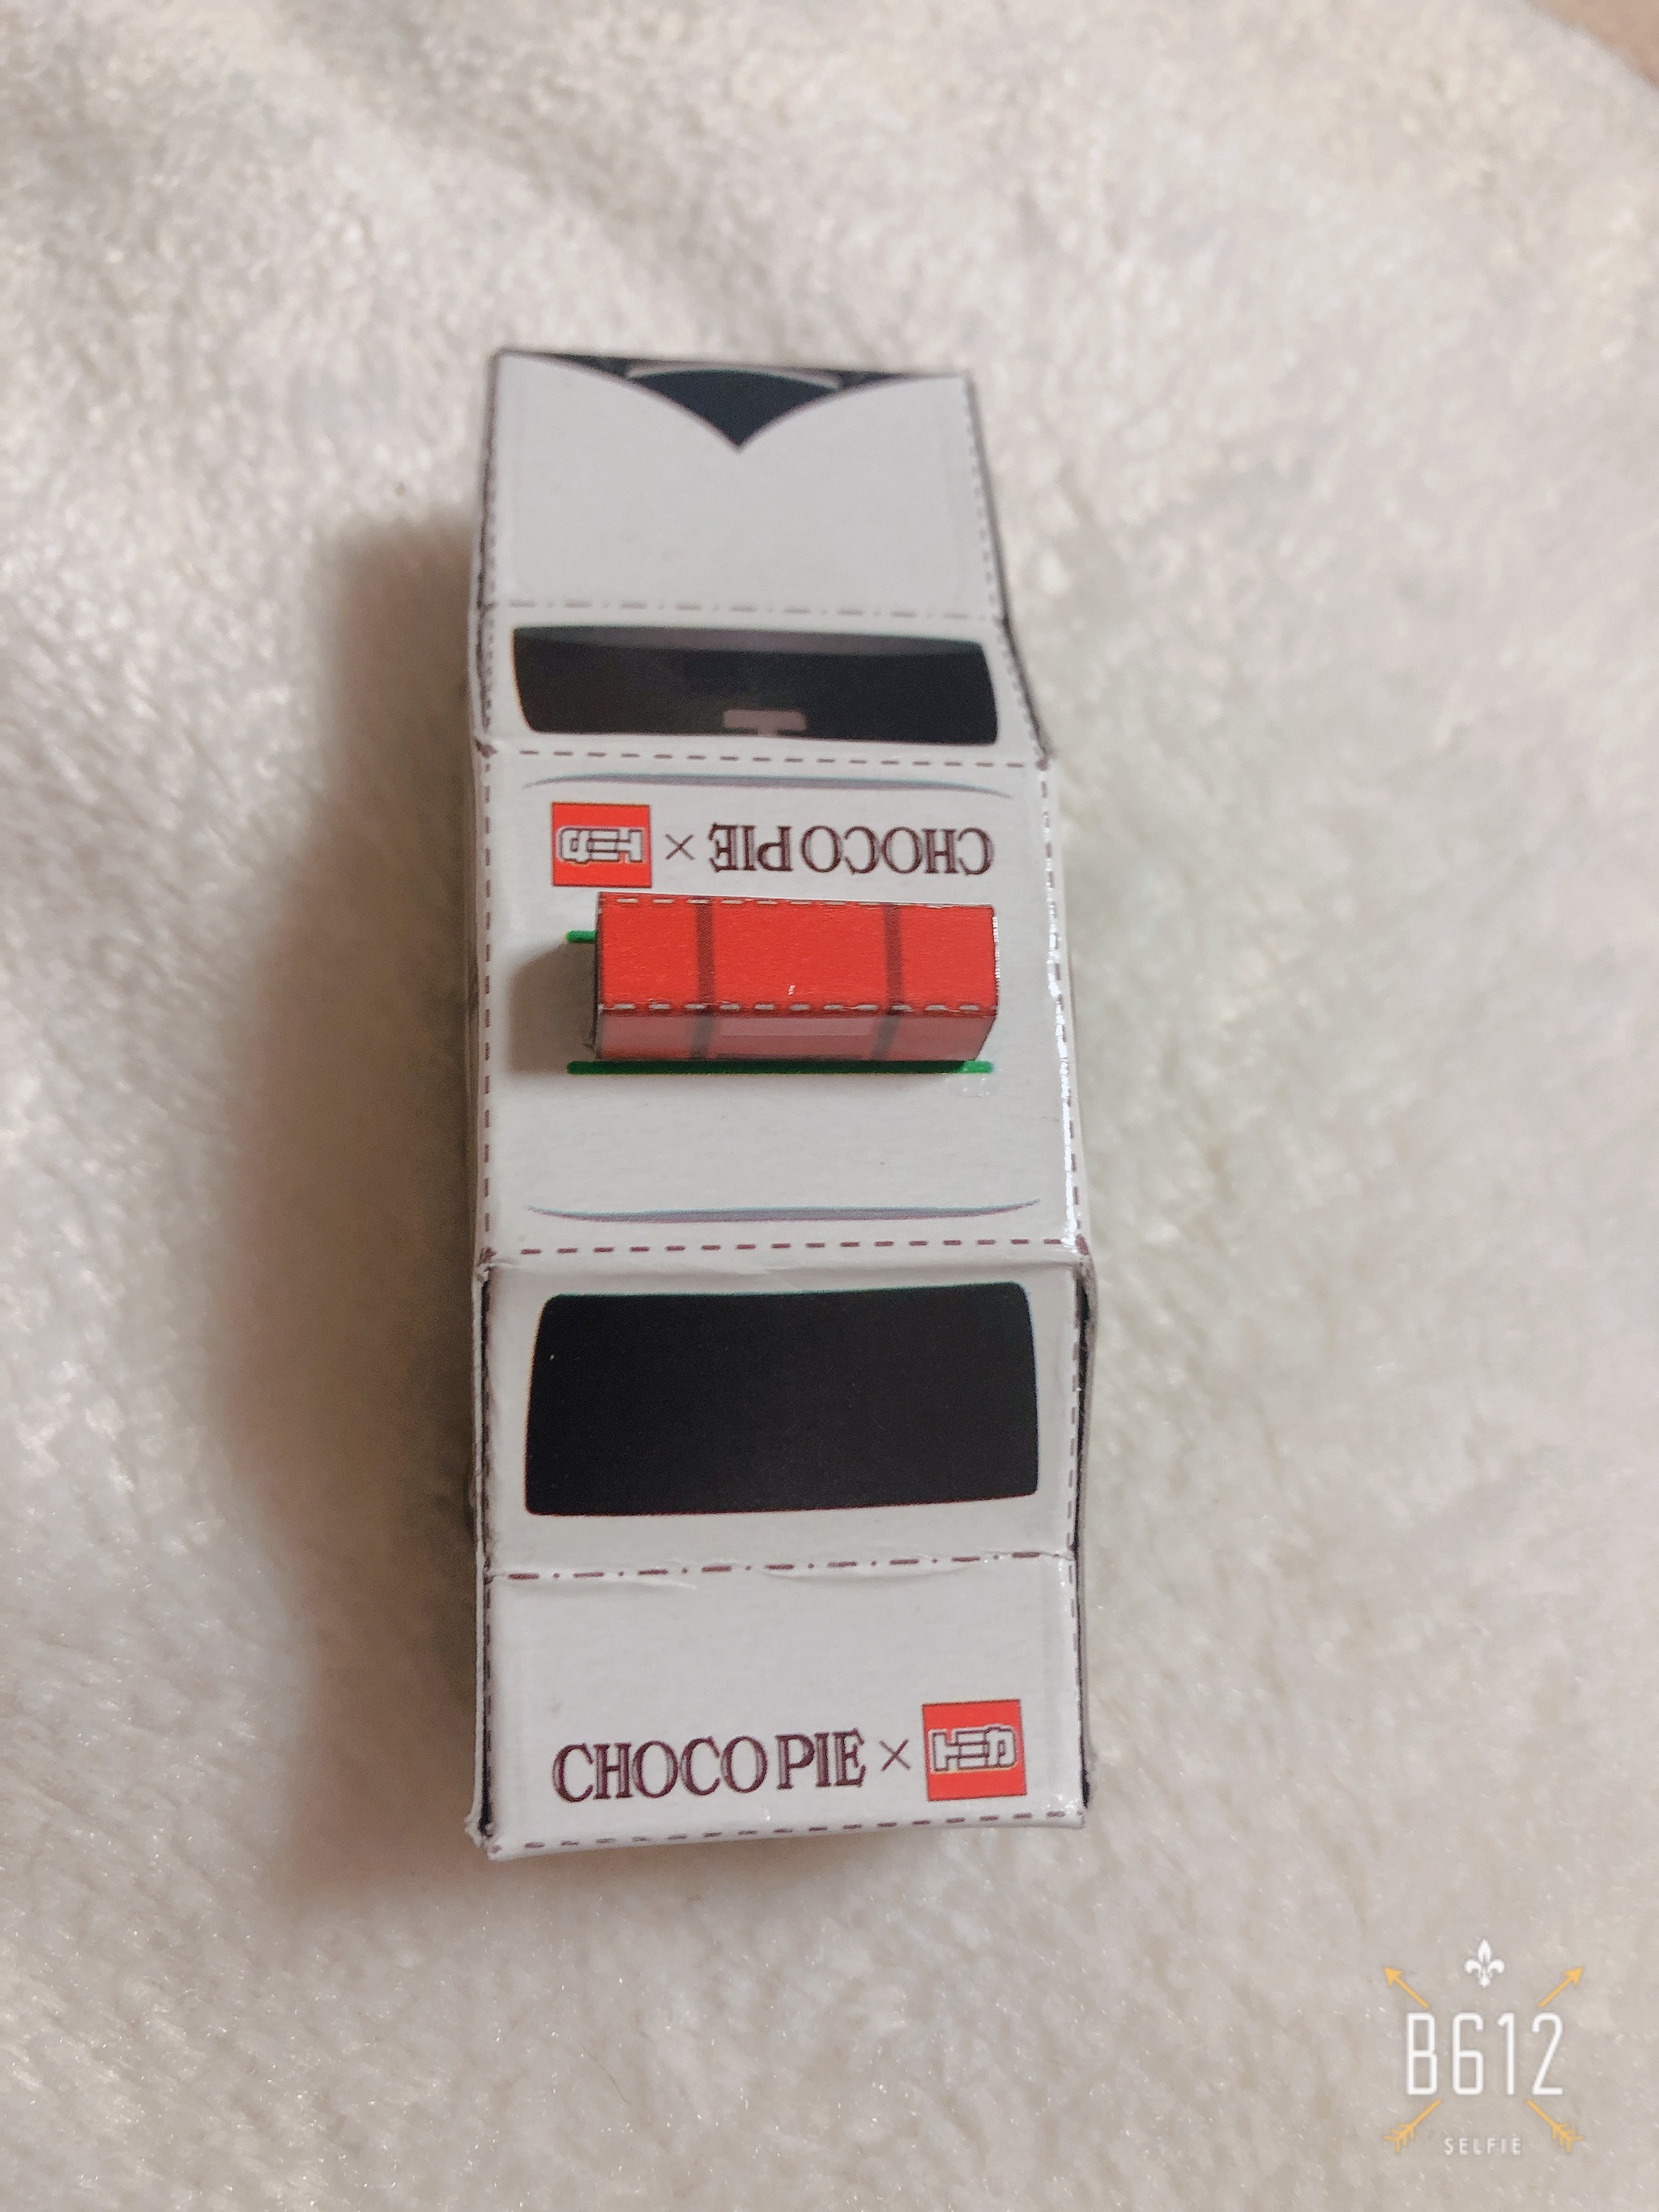 CHOCO PIE × トミカ
CHOCO PIE × トミカ
B612
SELFIE